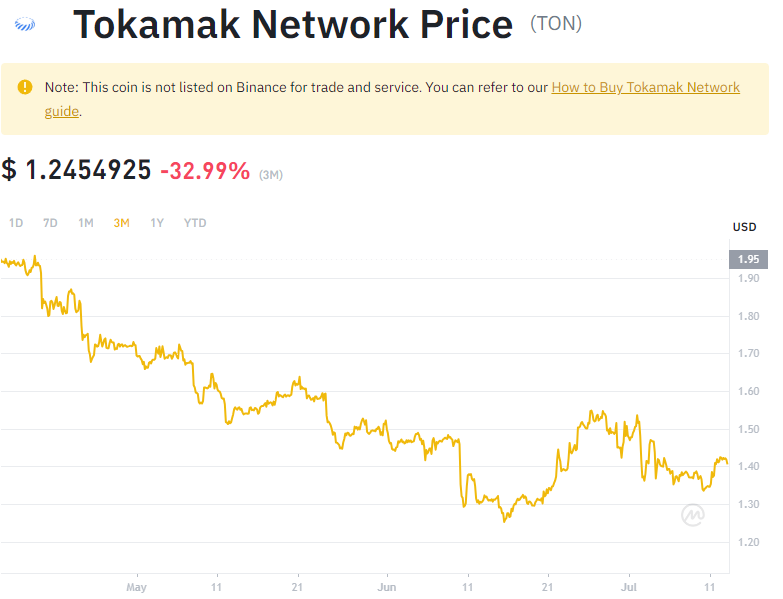 Tokamak Network Price (TON)
Note: This coin is not listed on Binance for trade and service. You can refer to our How to Buy Tokamak Network
guide.
$ 1.2454925 -32.99% (3M)
1D 7D 1M 3M 1Y YTD
USD
1.95
1.90
1.80
1.70
1.60
1.50
1.40
1.30
1.20
May 11 21 Jun 11 21 Jul 11